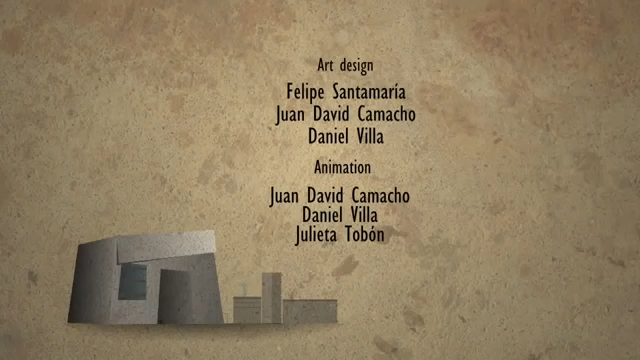 Art design
Felipe Santamaría
Juan David Camacho
Daniel Villa
Animation
Juan David Camacho
Daniel Villa
Julieta Tobón